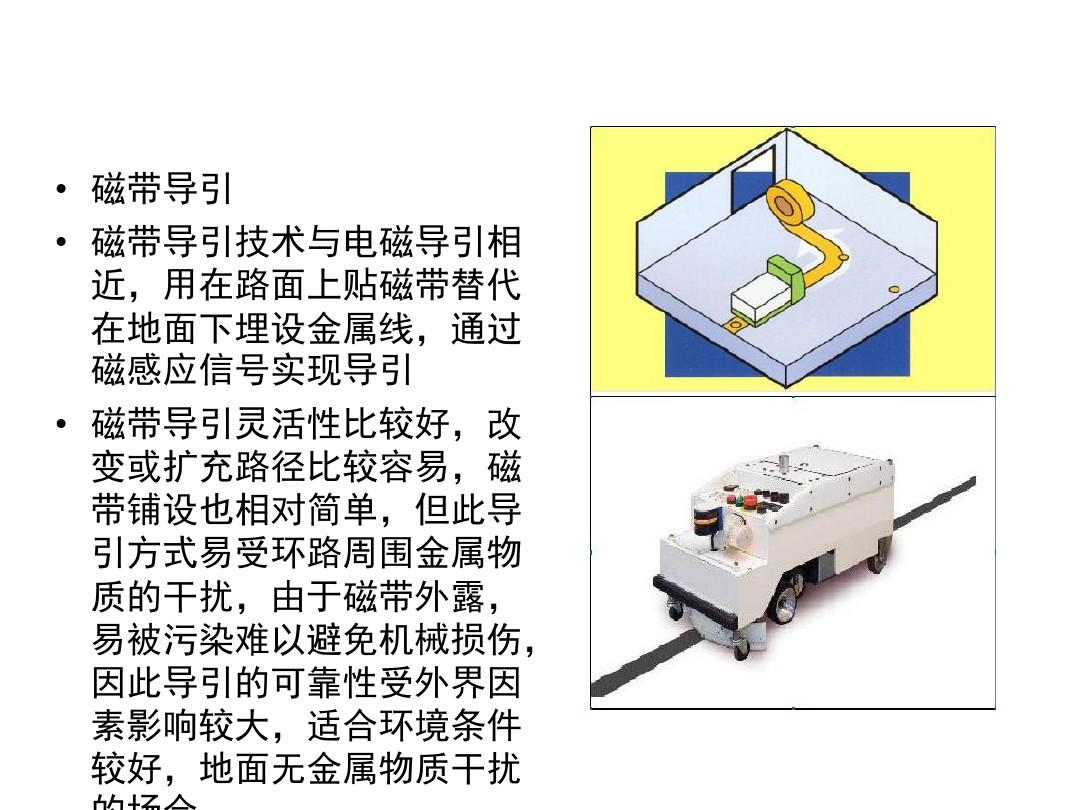 • 磁带导引
• 磁带导引技术与电磁导引相
近，用在路面上贴磁带替代
在地面下埋设金属线，通过
磁感应信号实现导引
• 磁带导引灵活性比较好，改
变或扩充路径比较容易，磁
带铺设也相对简单，但此导
引方式易受环路周围金属物
质的干扰，由于磁带外露，
易被污染难以避免机械损伤，
因此导引的可靠性受外界因
素影响较大，适合环境条件
较好，地面无金属物质干扰
的场合